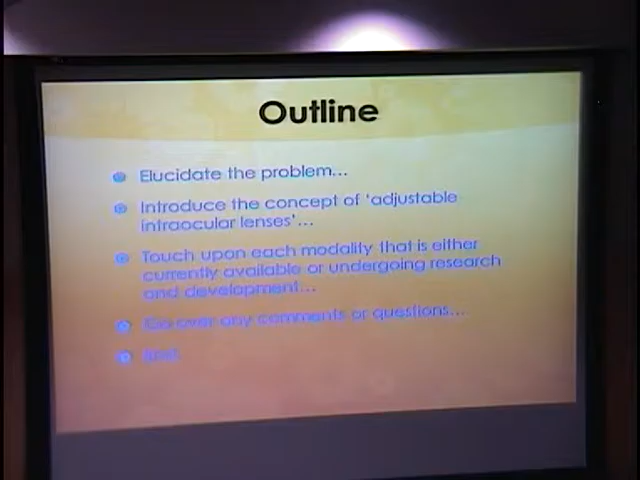 Outline
Elucidate the problem...
Introduce the concept of 'adjustable
intraocular lenses'...
Touch upon each modality that is either
currently available or undergoing research
and development...
Go over any comments or questions...